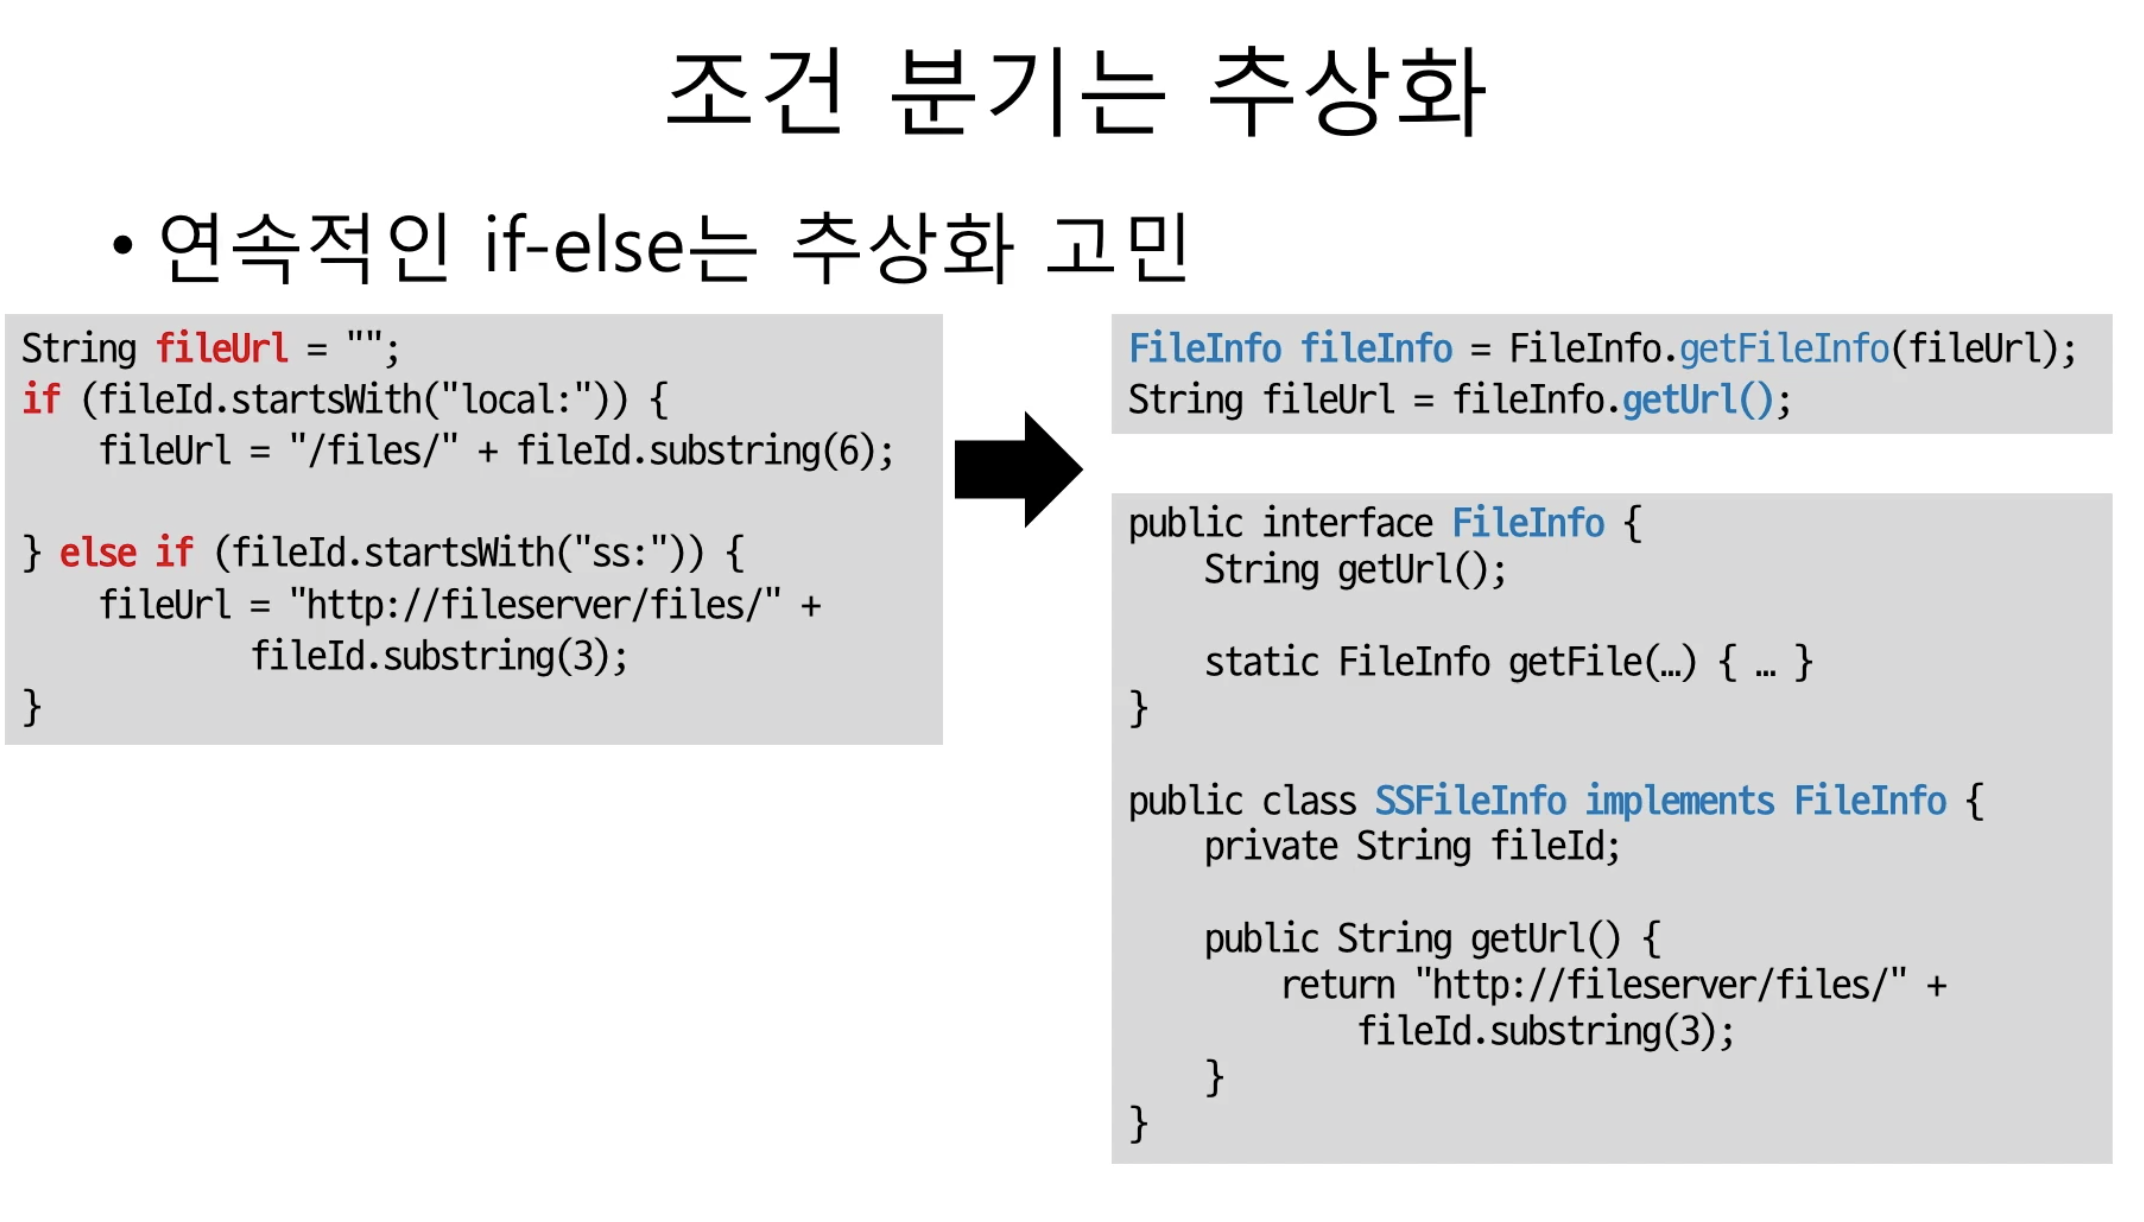 조건 분기는 추상화
• 연속적인 if-else는 추상화 고민
String fileUrl = "";
if (fileId.startsWith("local:")) {
    fileUrl = "/files/" + fileId.substring(6);
} else if (fileId.startsWith("ss:")) {
    fileUrl = "http://fileserver/files/" +
            fileId.substring(3);
}
FileInfo fileInfo = FileInfo.getFileInfo(fileUrl);
String fileUrl = fileInfo.getUrl();
public interface FileInfo {
    String getUrl();
    static FileInfo getFile(…) { … }
}
public class SSFileInfo implements FileInfo {
    private String fileId;
    public String getUrl() {
        return "http://fileserver/files/" +
            fileId.substring(3);
    }
}